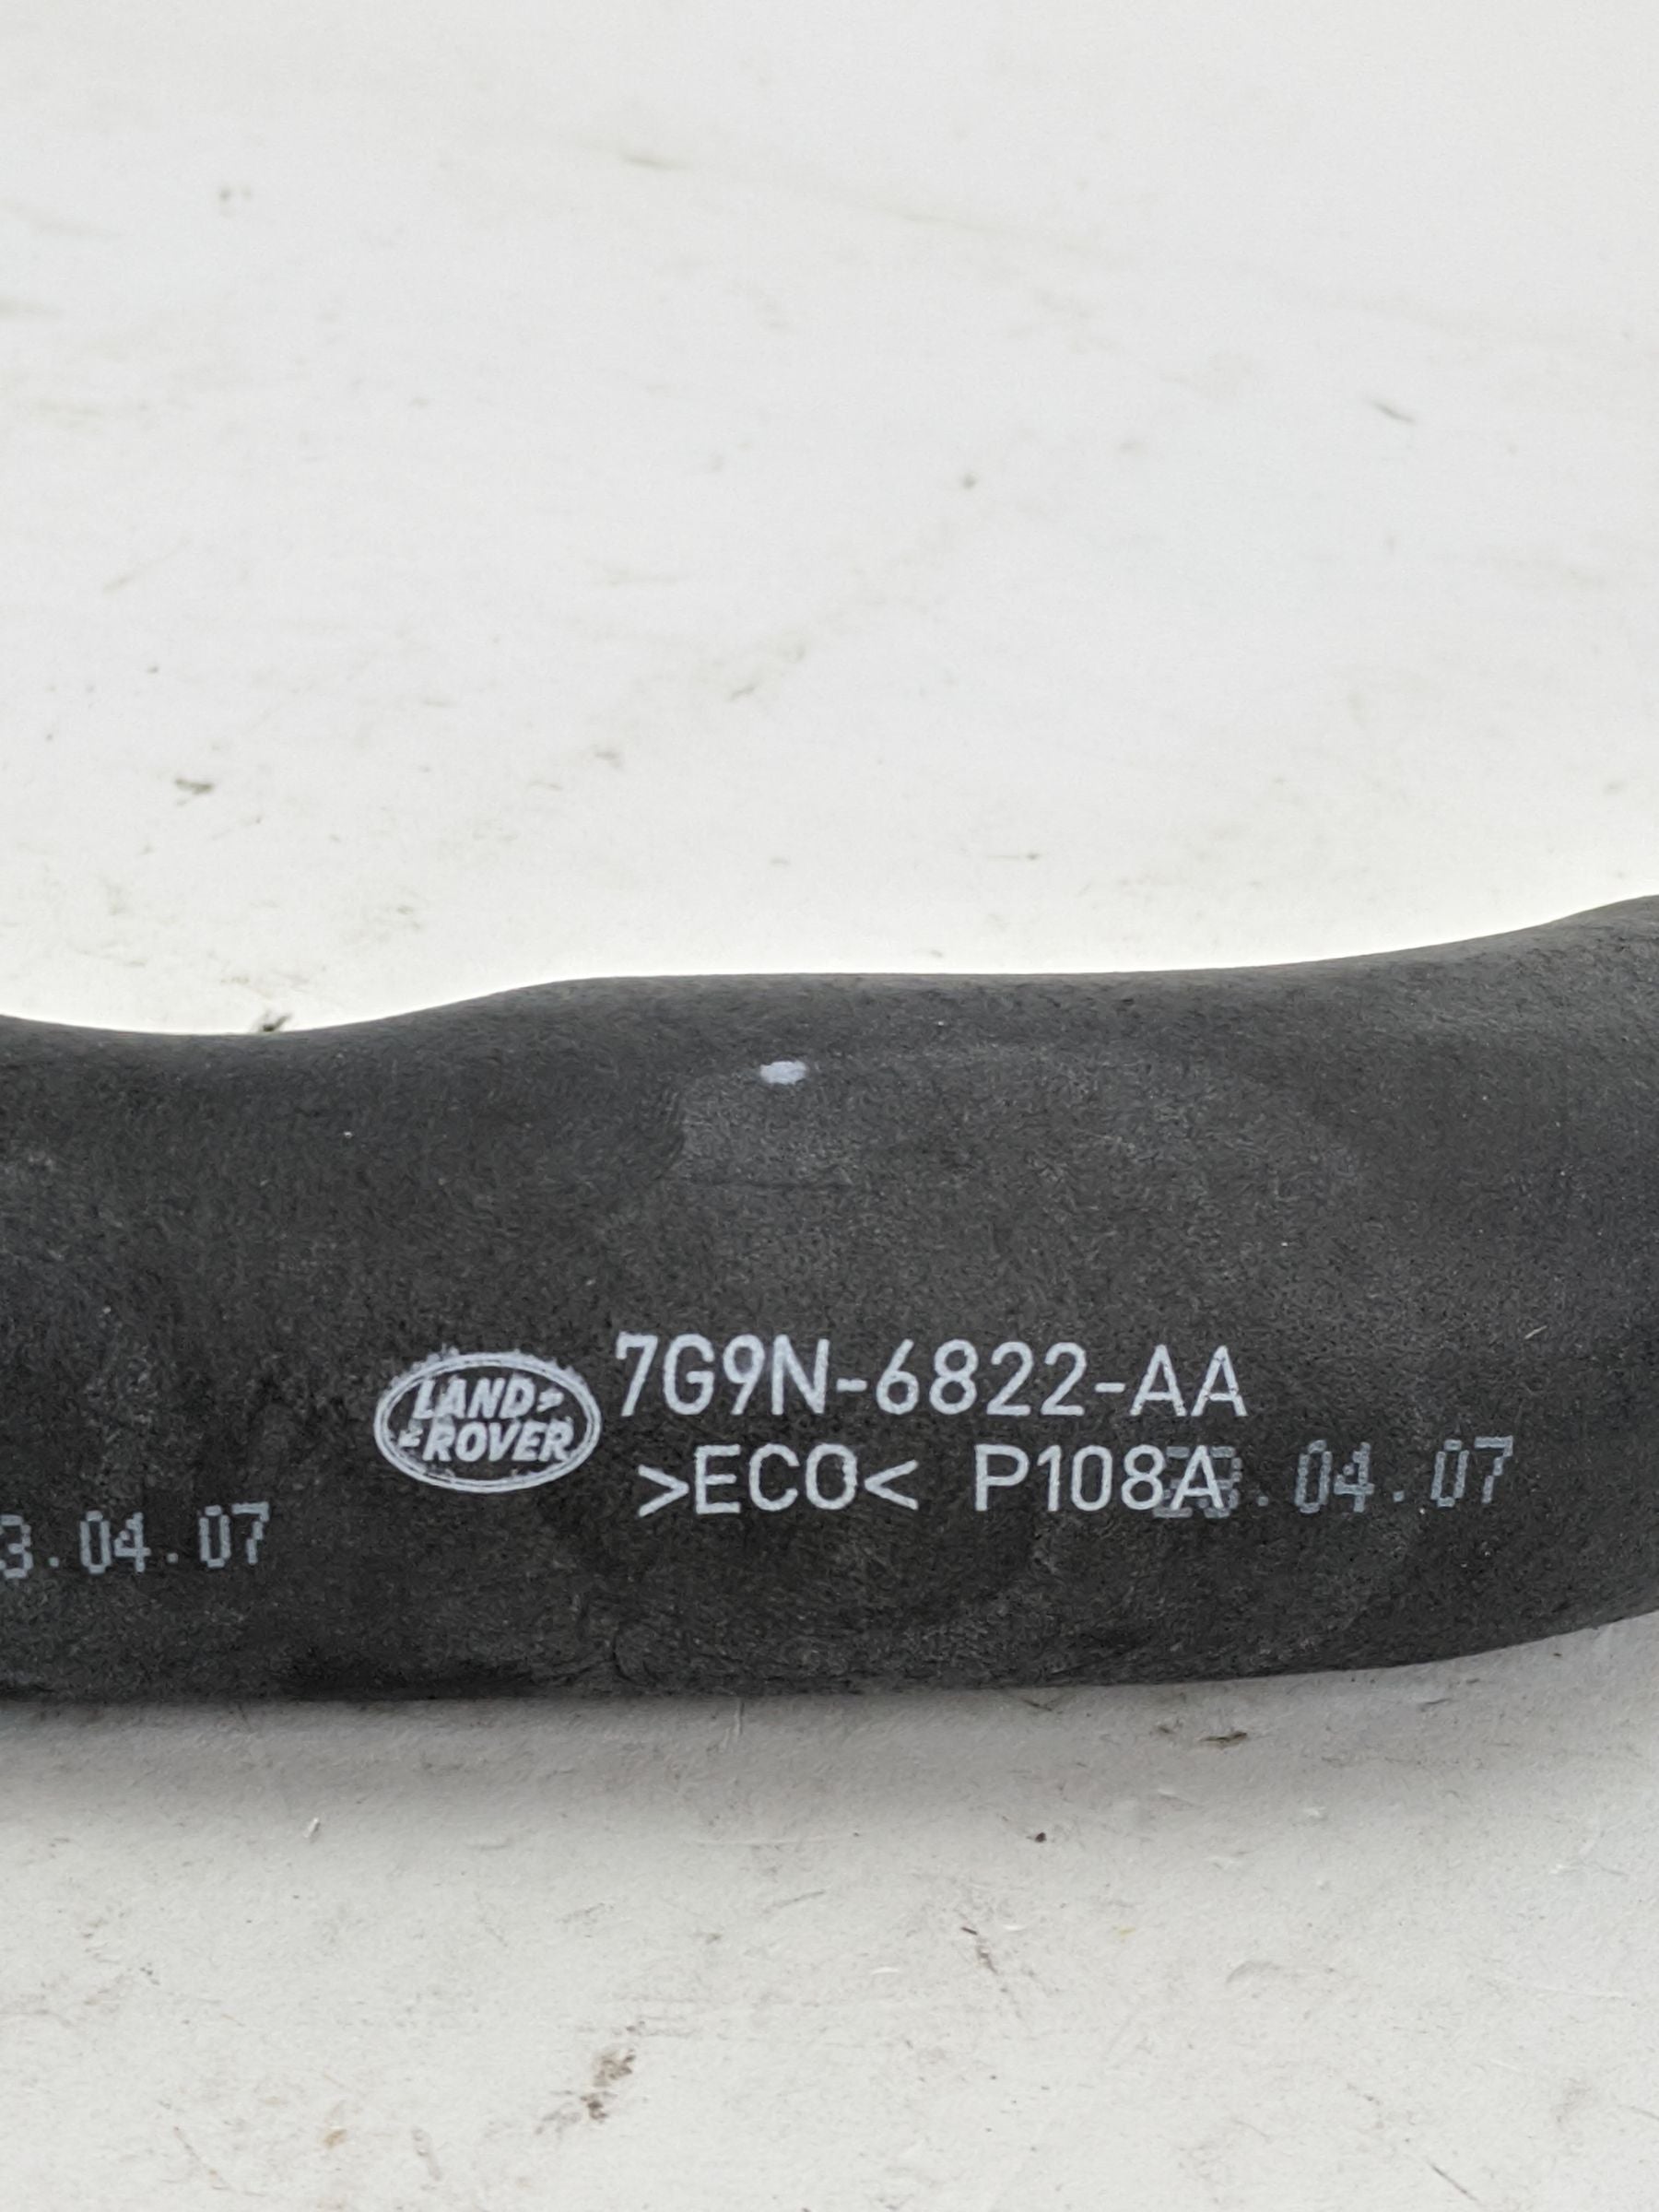 LAND
ROVER
7G9N-6822-AA
>ECO< P108A
.04.07
3.04.07